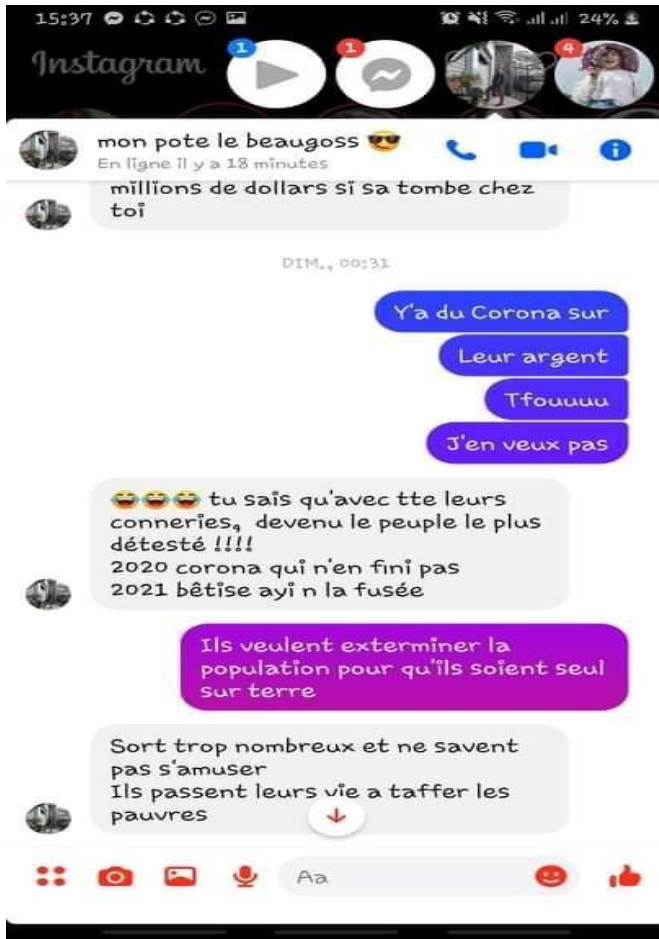 15:37
24%
Instagram
1
1
4
mon pote le beaugoss 😎
En ligne il y a 18 minutes
millions de dollars si sa tombe chez
toi
DIM., 00:31
Y'a du Corona sur
Leur argent
Tfouuuu
J'en veux pas
😂😂😂 tu sais qu'avec tte leurs
conneries, devenu le peuple le plus
détesté !!!!
2020 corona qui n'en fini pas
2021 bêtise ayi n la fusée
Ils veulent exterminer la
population pour qu'ils soient seul
sur terre
Sort trop nombreux et ne savent
pas s'amuser
Ils passent leurs vie a taffer les
pauvres
Aa